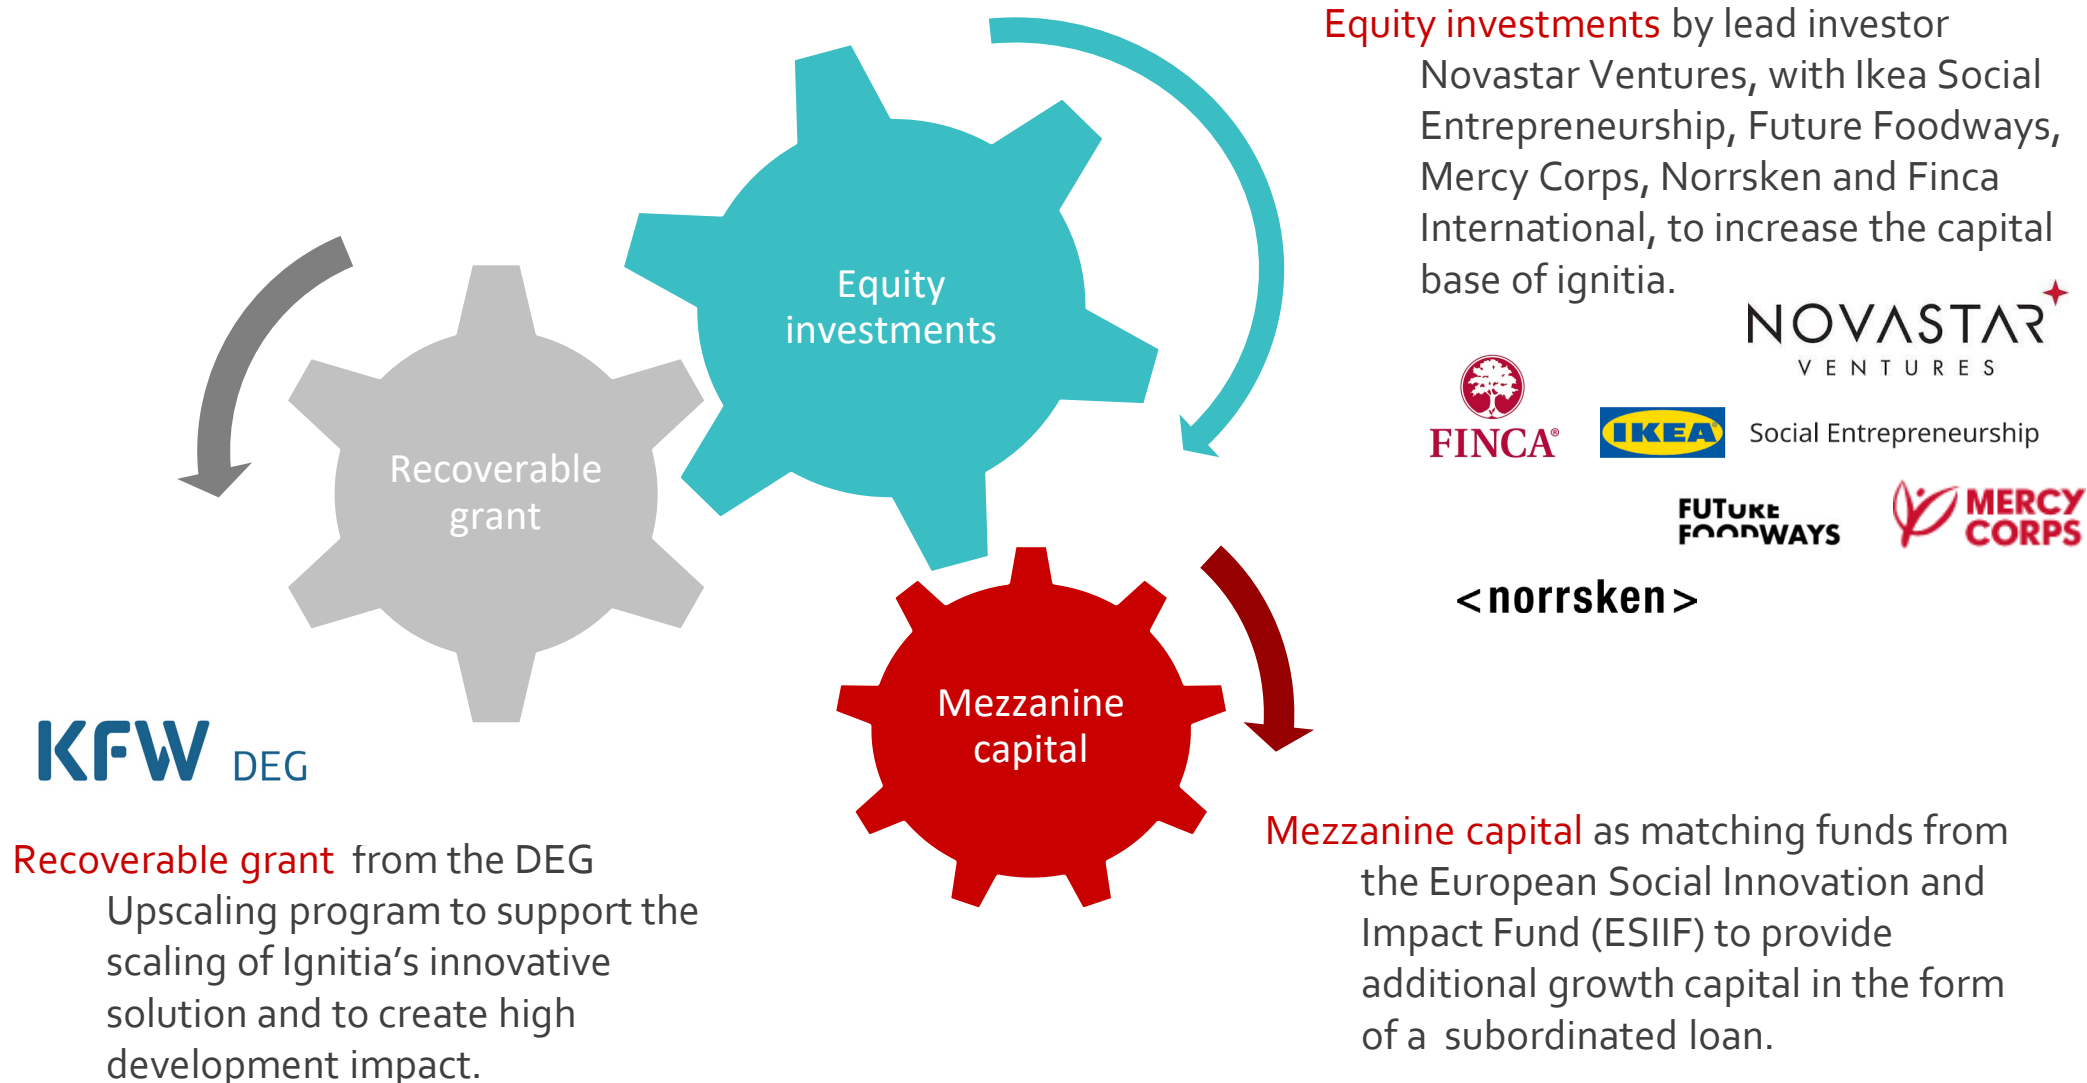 Equity investments by lead investor
Novastar Ventures, with Ikea Social
Entrepreneurship, Future Foodways,
Mercy Corps, Norrsken and Finca
International, to increase the capital
base of ignitia.
NOVASTAR
VENTURES
FINCA®
IKEA®
Social Entrepreneurship
FUTURE
FOODWAYS
MERCY
CORPS
<norrsken>
Equity
investments
Recoverable
grant
Mezzanine
capital
KFW DEG
Recoverable grant from the DEG
Upscaling program to support the
scaling of Ignitia’s innovative
solution and to create high
development impact.
Mezzanine capital as matching funds from
the European Social Innovation and
Impact Fund (ESIIF) to provide
additional growth capital in the form
of a subordinated loan.